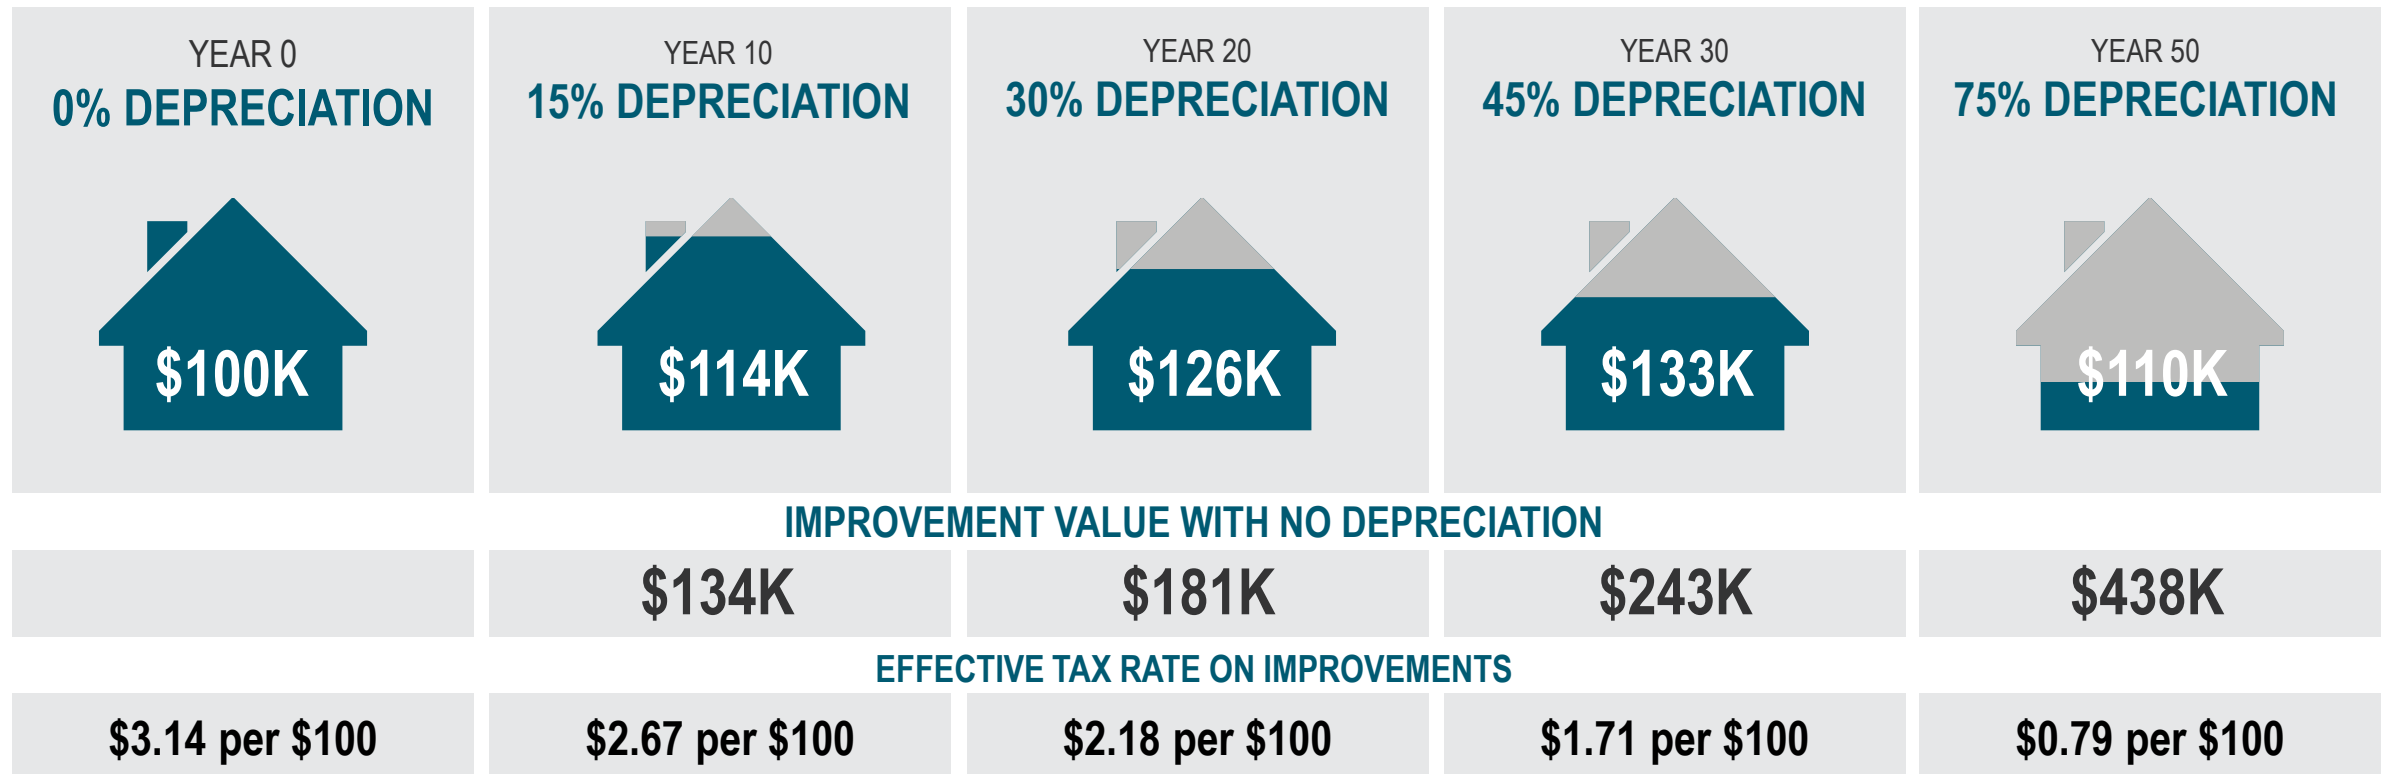 YEAR 0
0% DEPRECIATION
$100K
YEAR 10
15% DEPRECIATION
$114K
YEAR 20
30% DEPRECIATION
$126K
YEAR 30
45% DEPRECIATION
$133K
YEAR 50
75% DEPRECIATION
$110K
IMPROVEMENT VALUE WITH NO DEPRECIATION
$134K
$181K
$243K
$438K
EFFECTIVE TAX RATE ON IMPROVEMENTS
$3.14 per $100
$2.67 per $100
$2.18 per $100
$1.71 per $100
$0.79 per $100